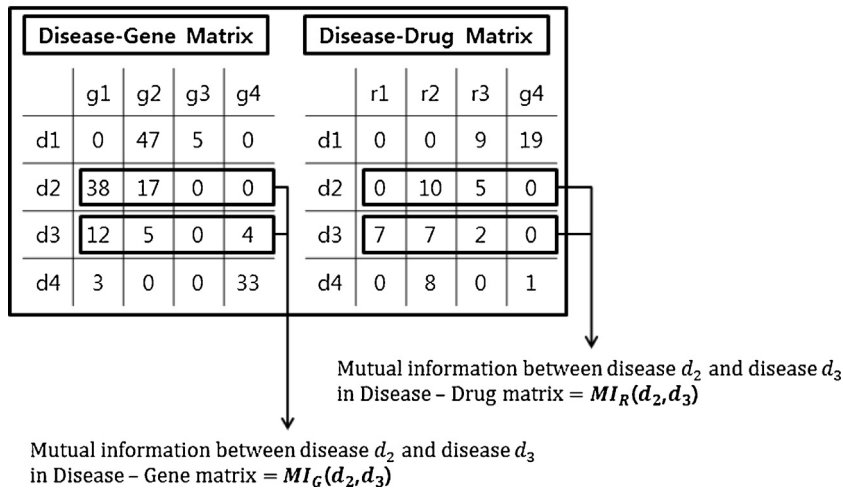 Disease-Gene Matrix
Disease-Drug Matrix
g1 g2 g3 g4
d1 0 47 5 0
d2 38 17 0 0
d3 12 5 0 4
d4 3 0 0 33
r1 r2 r3 g4
d1 0 0 9 19
d2 0 10 5 0
d3 7 7 2 0
d4 0 8 0 1
Mutual information between disease d₂ and disease d₃
in Disease – Drug matrix = MI_R(d₂,d₃)
Mutual information between disease d₂ and disease d₃
in Disease – Gene matrix = MI_G(d₂,d₃)